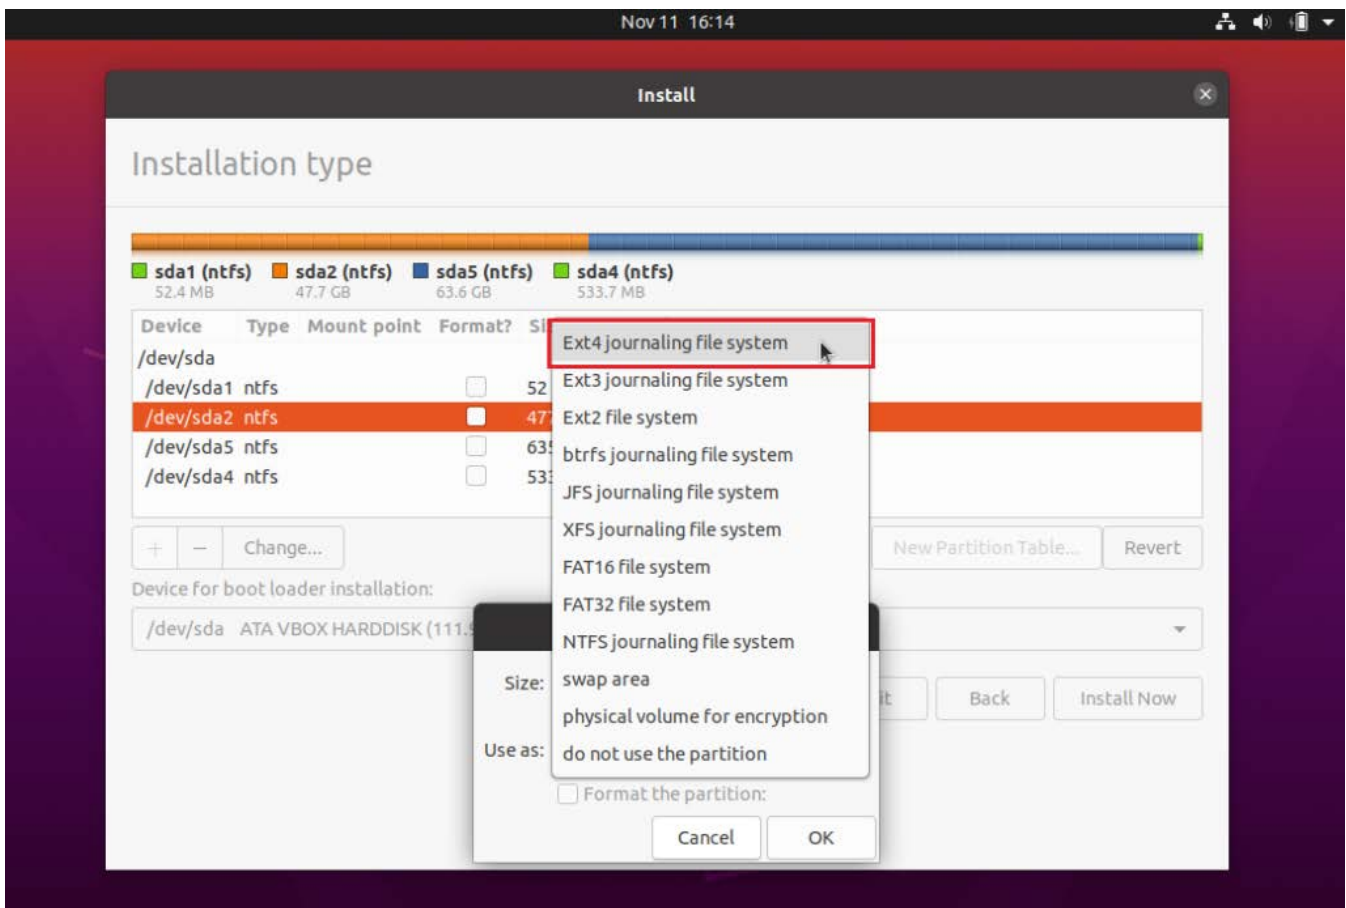 Nov 11 16:14
Install
Installation type
sda1 (ntfs) sda2 (ntfs) sda5 (ntfs) sda4 (ntfs)
52.4 MB 47.7 GB 63.6 GB 533.7 MB
Device Type Mount point Format?
/dev/sda
/dev/sda1 ntfs 52
/dev/sda2 ntfs 477
/dev/sda5 ntfs 635
/dev/sda4 ntfs 533
Ext4 journaling file system
Ext3 journaling file system
Ext2 file system
btrfs journaling file system
JFS journaling file system
XFS journaling file system
FAT16 file system
FAT32 file system
NTFS journaling file system
swap area
physical volume for encryption
do not use the partition
+ − Change... New Partition Table... Revert
Device for boot loader installation:
/dev/sda ATA VBOX HARDDISK (111.9
Size:
Back Install Now
Use as:
Format the partition:
Cancel OK